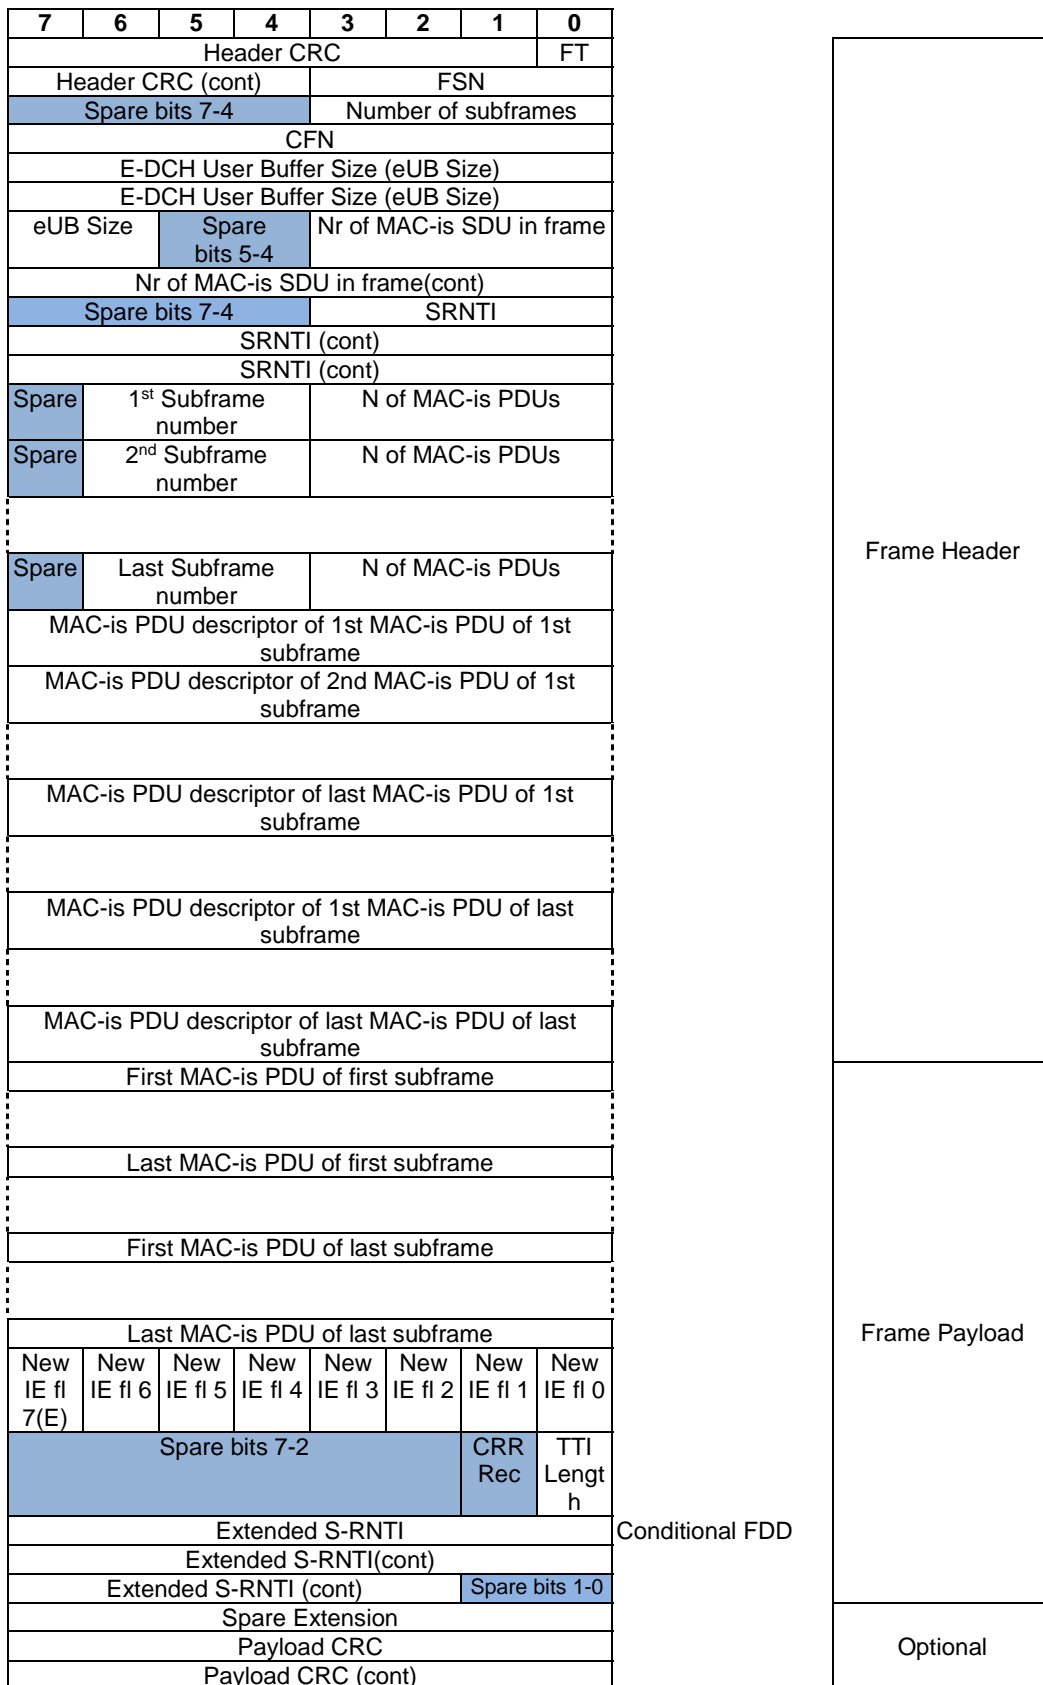 7 6 5 4 3 2 1 0
Header CRC FT
Header CRC (cont) FSN
Spare bits 7-4 Number of subframes
CFN
E-DCH User Buffer Size (eUB Size)
E-DCH User Buffer Size (eUB Size)
eUB Size Spare Nr of MAC-is SDU in frame
bits 5-4
Nr of MAC-is SDU in frame(cont)
Spare bits 7-4 SRNTI
SRNTI (cont)
SRNTI (cont)
Spare 1st Subframe N of MAC-is PDUs
number
Spare 2nd Subframe N of MAC-is PDUs
number
Frame Header
Spare Last Subframe N of MAC-is PDUs
number
MAC-is PDU descriptor of 1st MAC-is PDU of 1st
subframe
MAC-is PDU descriptor of 2nd MAC-is PDU of 1st
subframe
MAC-is PDU descriptor of last MAC-is PDU of 1st
subframe
MAC-is PDU descriptor of 1st MAC-is PDU of last
subframe
MAC-is PDU descriptor of last MAC-is PDU of last
subframe
First MAC-is PDU of first subframe
Last MAC-is PDU of first subframe
First MAC-is PDU of last subframe
Last MAC-is PDU of last subframe Frame Payload
New New New New New New New New
IE fl IE fl 6 IE fl 5 IE fl 4 IE fl 3 IE fl 2 IE fl 1 IE fl 0
7(E)
Spare bits 7-2 CRR TTI
Rec Lengt
h
Extended S-RNTI Conditional FDD
Extended S-RNTI(cont)
Extended S-RNTI (cont) Spare bits 1-0
Spare Extension
Payload CRC Optional
Payload CRC (cont)